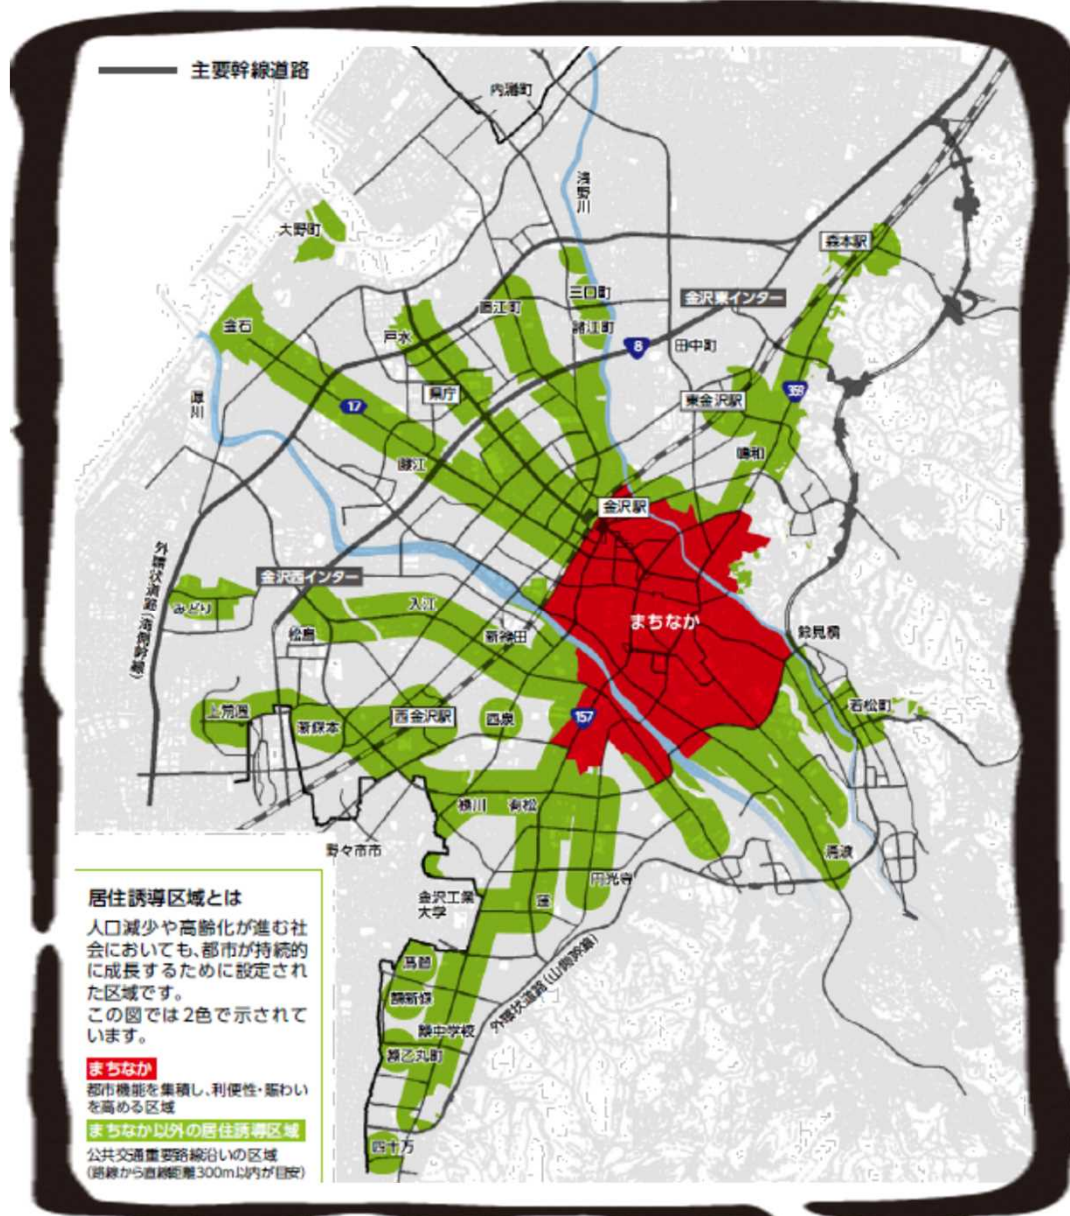 主要幹線道路
内灘町
浅野川
大野町
森本駅
三口町
金沢東インター
直江町
金石
諸江町
戸水
8
田中町
県庁
359
東金沢駅
犀川
17
鳴和
藤江
金沢駅
外環状道路(海側幹線)
金沢西インター
みどり
入江
まちなか
松島
新神田
鈴見橋
上荒屋
若松町
新保本
西金沢駅
西泉
157
横川
有松
野々市市
円光寺
金沢工業
大学
窪
馬替
額新保
額中学校
外環状道路(山側幹線)
額乙丸町
四十万
居住誘導区域とは
人口減少や高齢化が進む社
会においても、都市が持続的
に成長するために設定され
た区域です。
この図では2色で示されて
います。
まちなか
都市機能を集積し、利便性・賑わい
を高める区域
まちなか以外の居住誘導区域
公共交通重要路線沿いの区域
(路線から直線距離300m以内が目安)